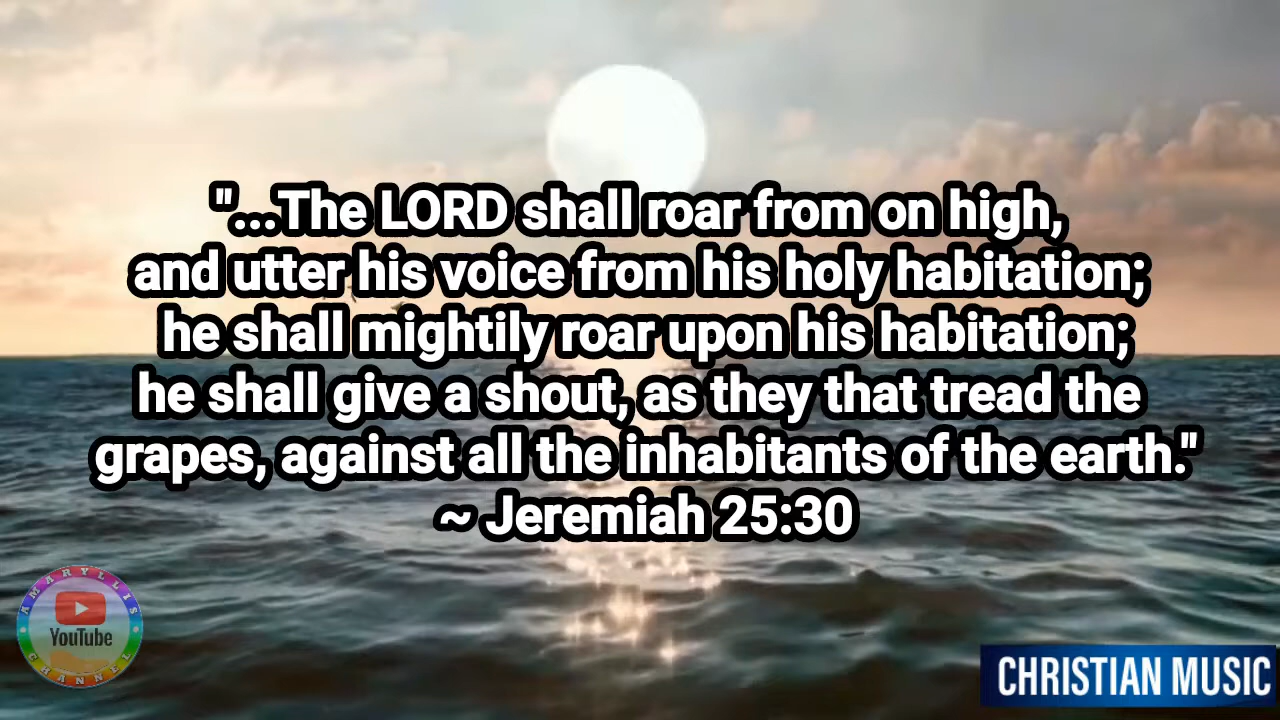 "...The LORD shall roar from on high,
and utter his voice from his holy habitation;
he shall mightily roar upon his habitation;
he shall give a shout, as they that tread the
grapes, against all the inhabitants of the earth."
~ Jeremiah 25:30
AMARYLLIS
YouTube
CHANNEL
CHRISTIAN MUSIC